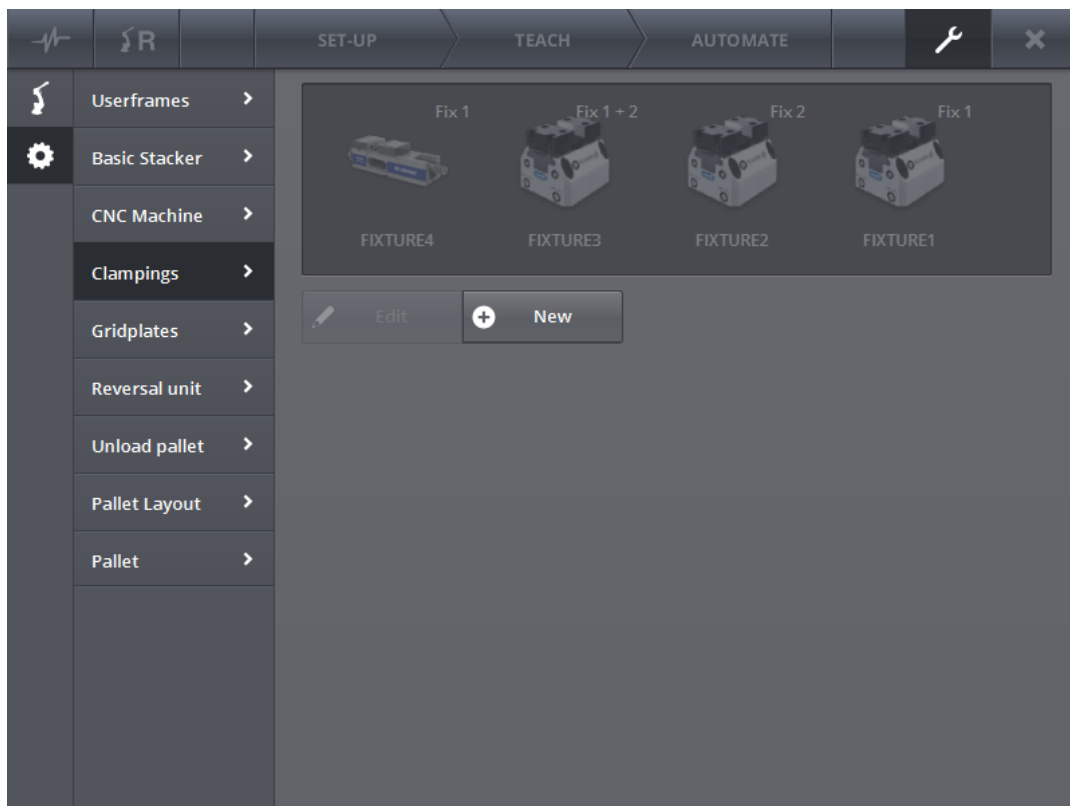 R
SET-UP
TEACH
AUTOMATE
Userframes
Basic Stacker
CNC Machine
Clampings
Gridplates
Reversal unit
Unload pallet
Pallet Layout
Pallet
Fix 1
Fix 1 + 2
Fix 2
Fix 1
FIXTURE4
FIXTURE3
FIXTURE2
FIXTURE1
Edit
New